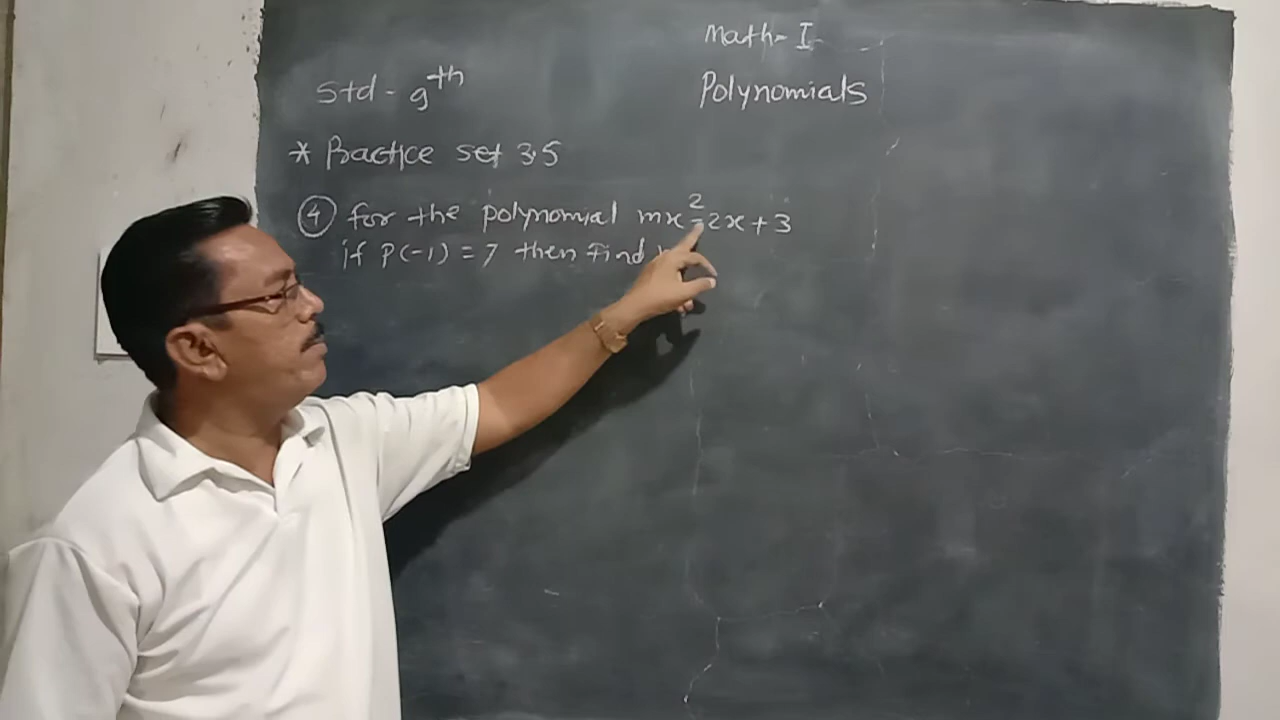 Math-I
Std - 9th
Polynomials
* Practice set 3.5
(4) for the polynomial mx²-2x+3
if P(-1) = 7 then find